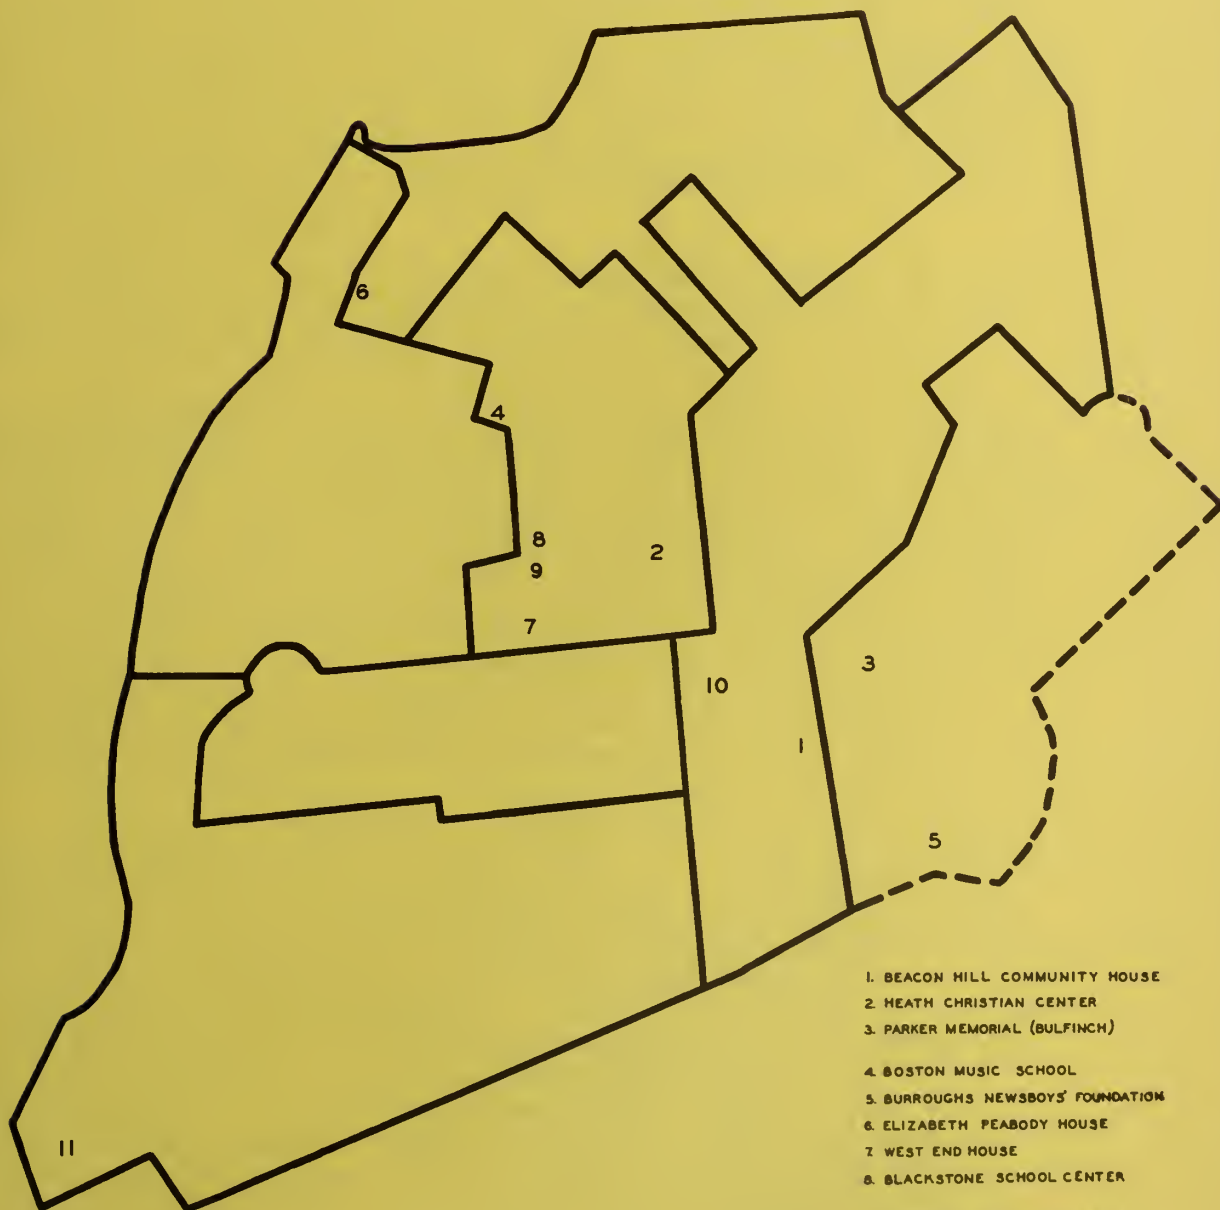 6
4
8
2
9
7
3
10
1
5
11
1. BEACON HILL COMMUNITY HOUSE
2. HEATH CHRISTIAN CENTER
3. PARKER MEMORIAL (BULFINCH)
4. BOSTON MUSIC SCHOOL
5. BURROUGHS NEWSBOYS' FOUNDATION
6. ELIZABETH PEABODY HOUSE
7. WEST END HOUSE
8. BLACKSTONE SCHOOL CENTER